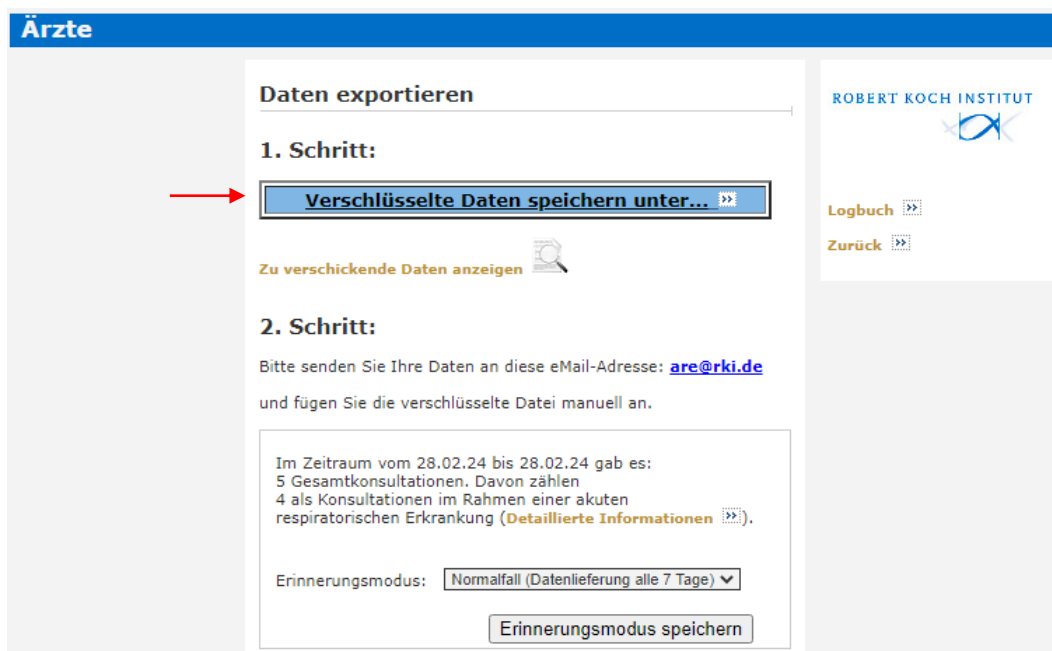 Ärzte
Daten exportieren
1. Schritt:
Verschlüsselte Daten speichern unter...
Zu verschickende Daten anzeigen
2. Schritt:
Bitte senden Sie Ihre Daten an diese eMail-Adresse: are@rki.de
und fügen Sie die verschlüsselte Datei manuell an.
Im Zeitraum vom 28.02.24 bis 28.02.24 gab es:
5 Gesamtkonsultationen. Davon zählen
4 als Konsultationen im Rahmen einer akuten
respiratorischen Erkrankung (Detaillierte Informationen ).
Erinnerungsmodus: Normalfall (Datenlieferung alle 7 Tage)
Erinnerungsmodus speichern
ROBERT KOCH INSTITUT
Logbuch
Zurück